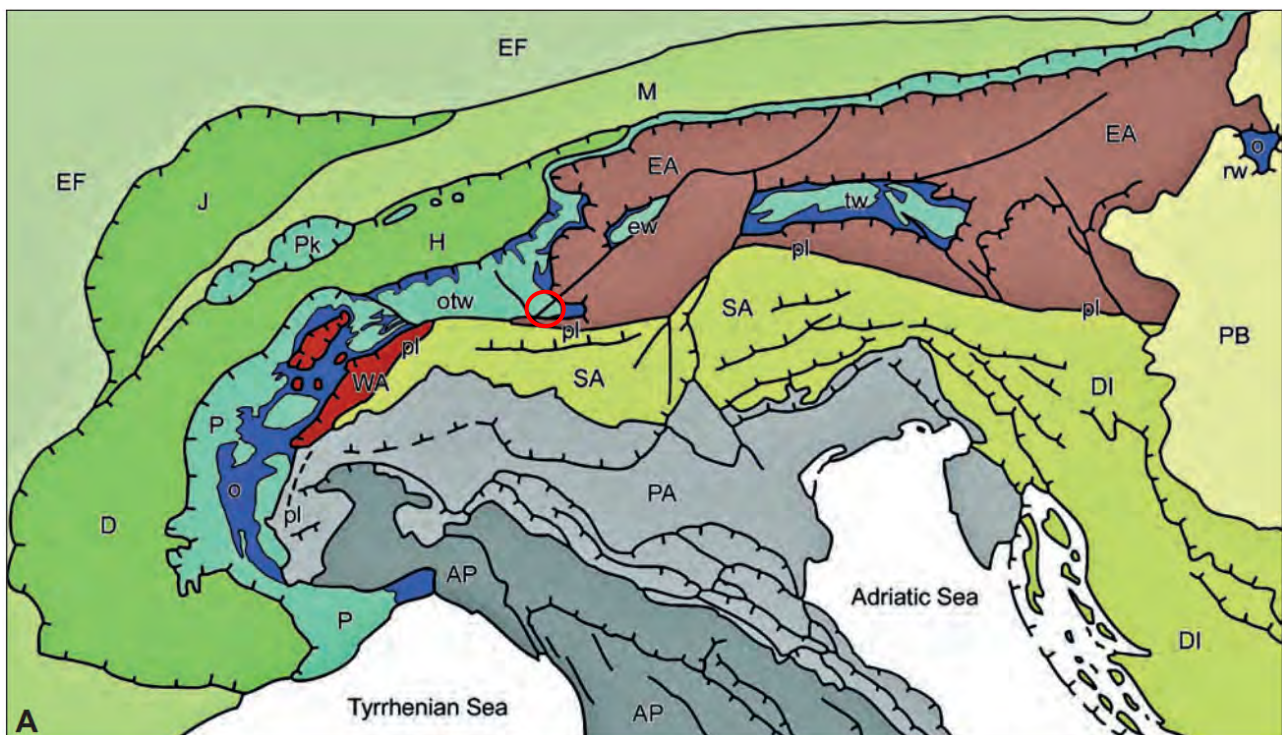 EF
M
EA
EA
o
rw
EF
J
Pk
H
ew
tw
pl
otw
pl
SA
pl
PB
pl
WA
SA
DI
P
o
PA
D
pl
AP
Adriatic Sea
P
DI
Tyrrhenian Sea
AP
A